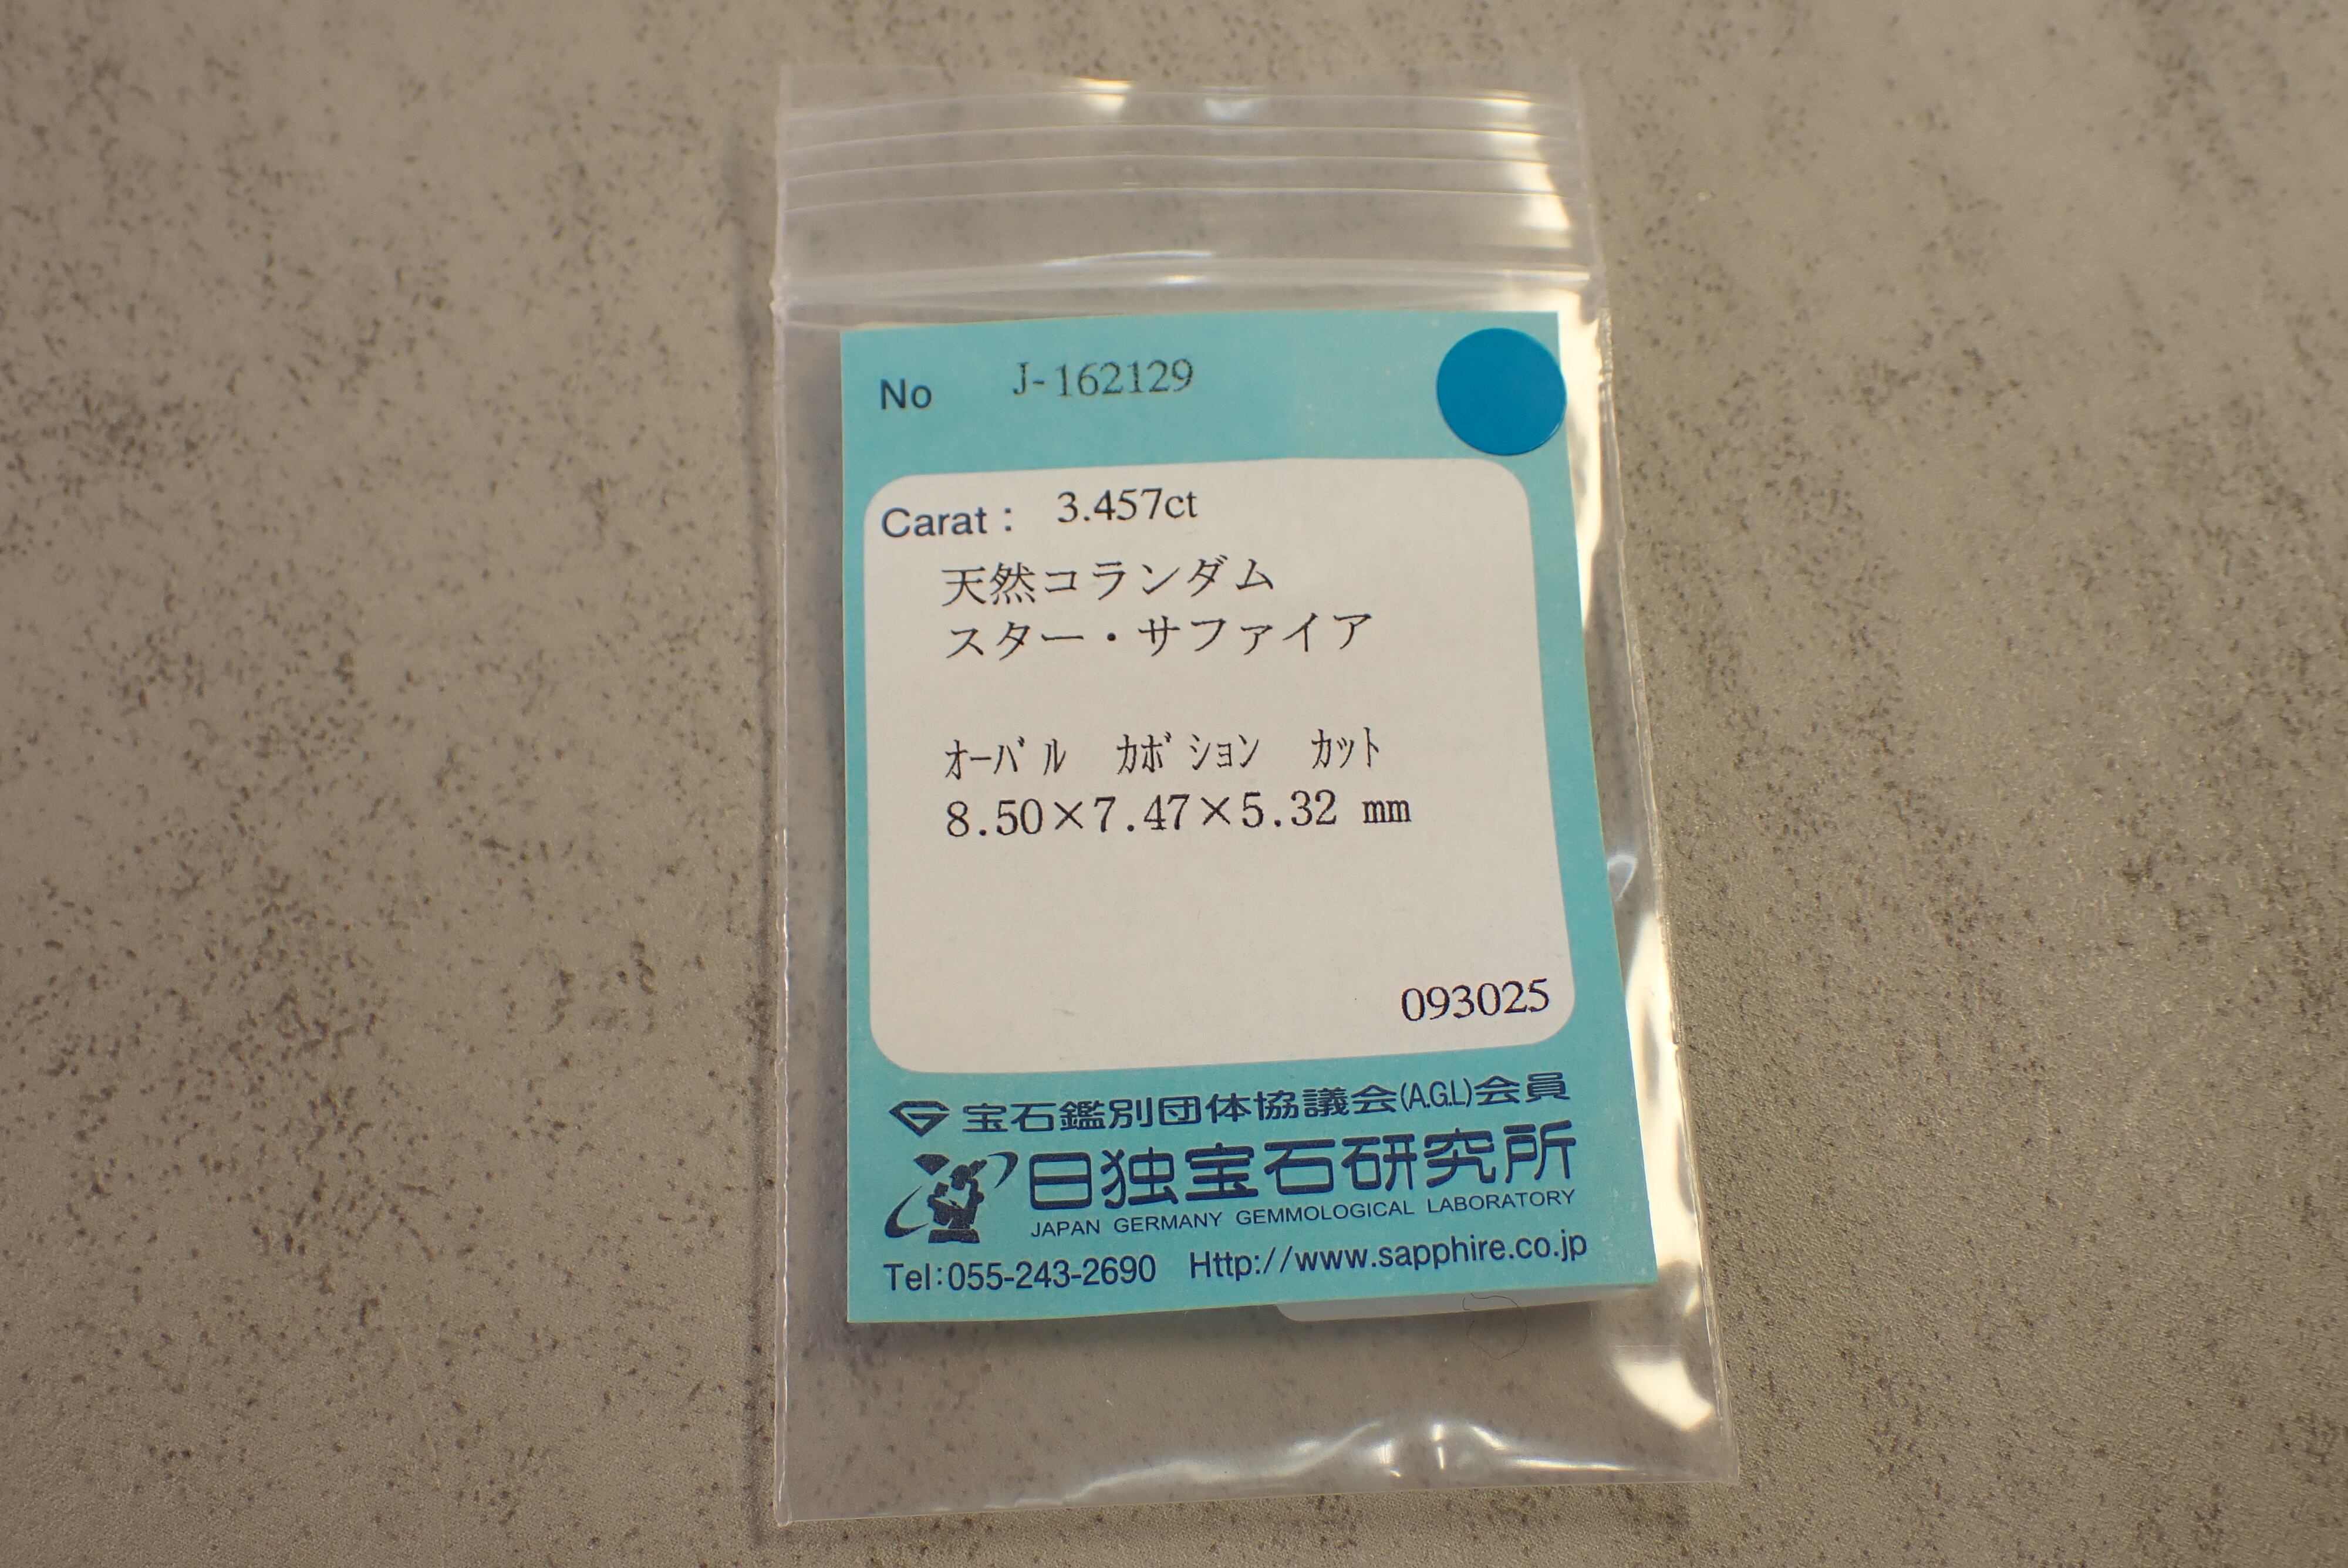 No J-162129
Carat： 3.457ct
天然コランダム
スター・サファイア
ｵｰﾊﾞﾙ ｶﾎﾞｼｮﾝ ｶｯﾄ
8.50×7.47×5.32 mm
093025
宝石鑑別団体協議会(A.G.L)会員
日独宝石研究所
JAPAN GERMANY GEMMOLOGICAL LABORATORY
Tel:055-243-2690 Http://www.sapphire.co.jp